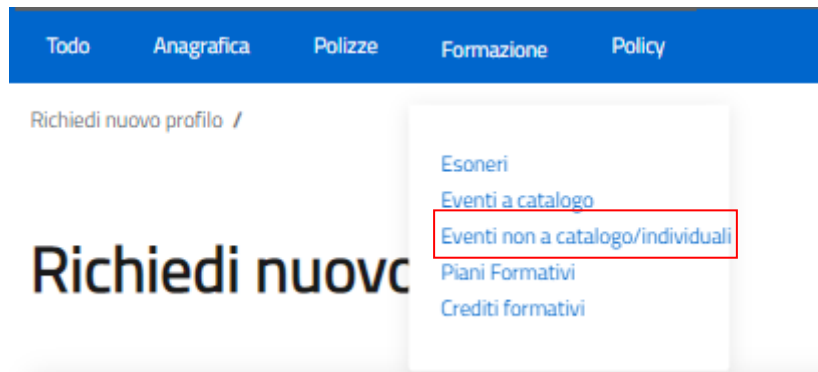 Todo Anagrafica Polizze Formazione Policy
Richiedi nuovo profilo /
Esoneri
Eventi a catalogo
Eventi non a catalogo/individuali
Richiedi nuovo
Piani Formativi
Crediti formativi